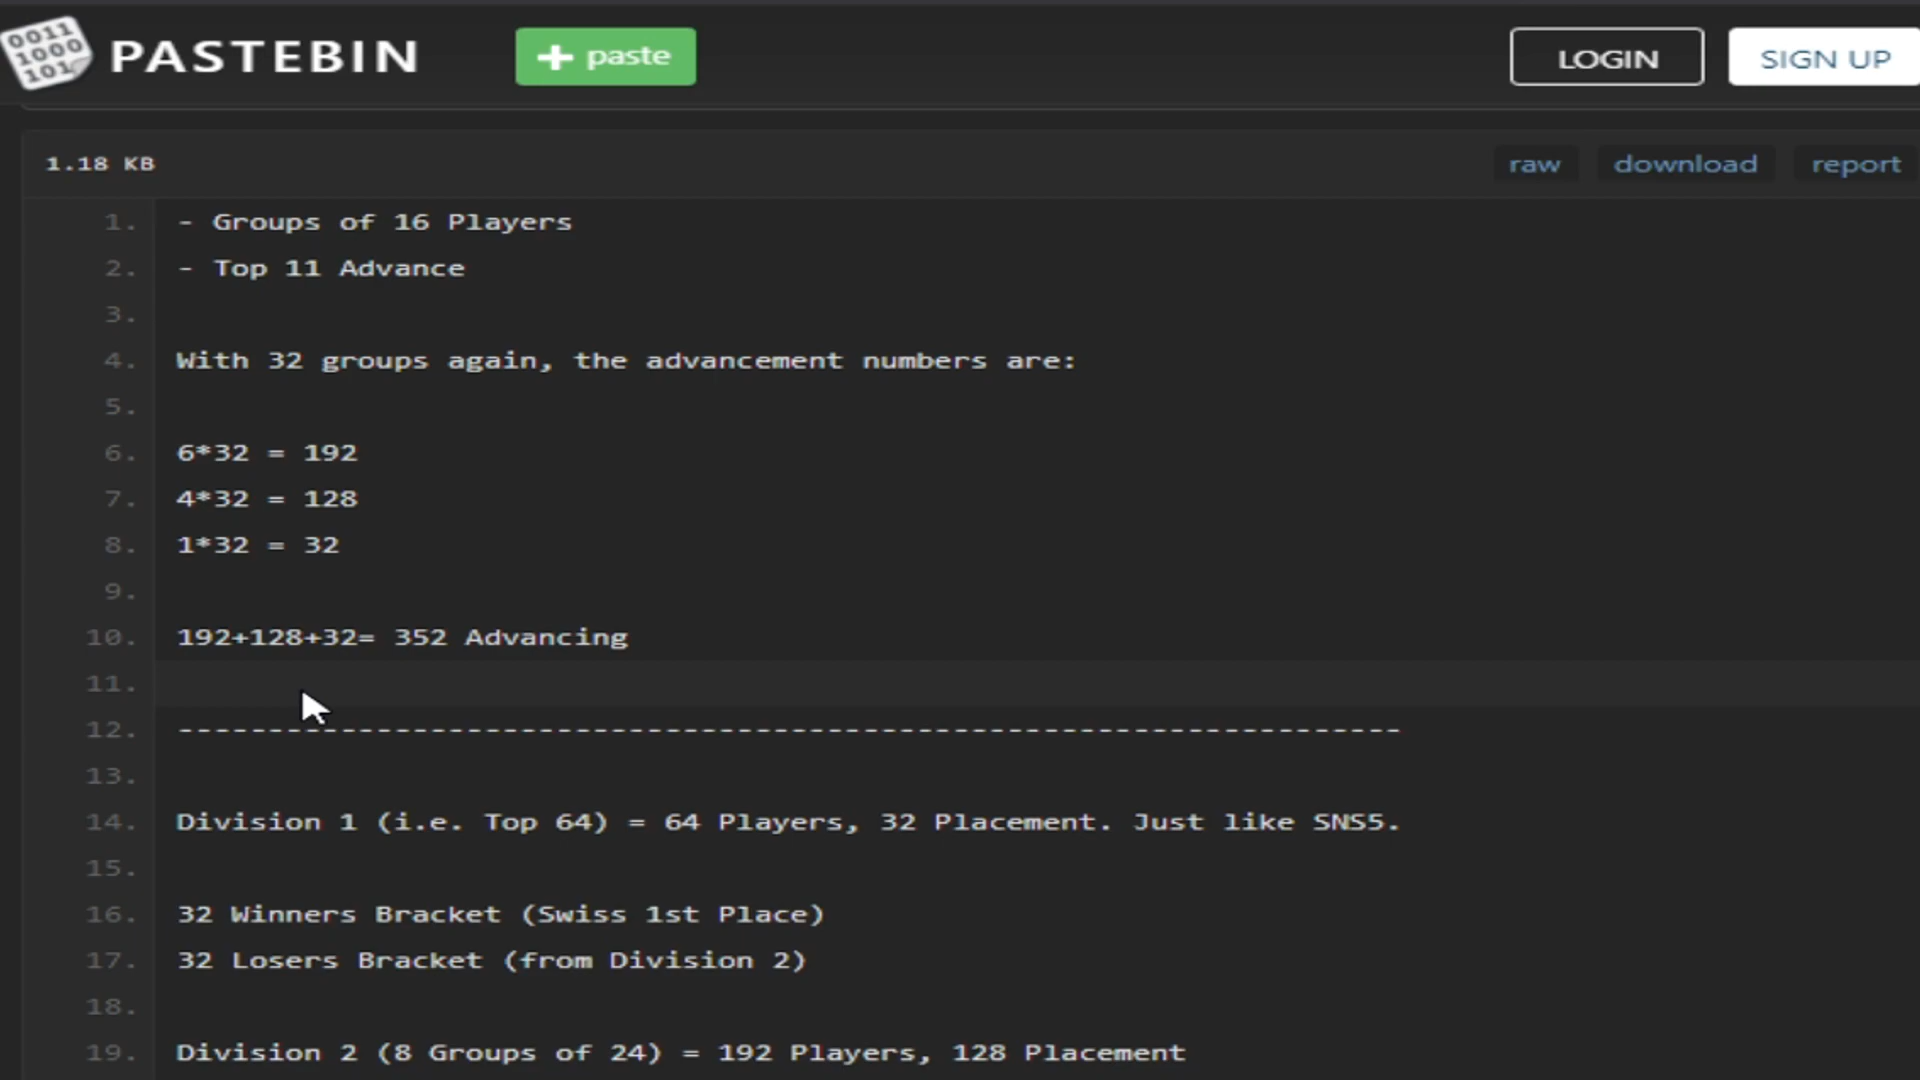 0011
1000
101
PASTEBIN
+ paste
LOGIN
SIGN UP
1.18 KB
raw
download
report
1. - Groups of 16 Players
2. - Top 11 Advance
3.
4. With 32 groups again, the advancement numbers are:
5.
6. 6*32 = 192
7. 4*32 = 128
8. 1*32 = 32
9.
10. 192+128+32= 352 Advancing
11.
12. --------------------------------------------------------------------
13.
14. Division 1 (i.e. Top 64) = 64 Players, 32 Placement. Just like SNS5.
15.
16. 32 Winners Bracket (Swiss 1st Place)
17. 32 Losers Bracket (from Division 2)
18.
19. Division 2 (8 Groups of 24) = 192 Players, 128 Placement